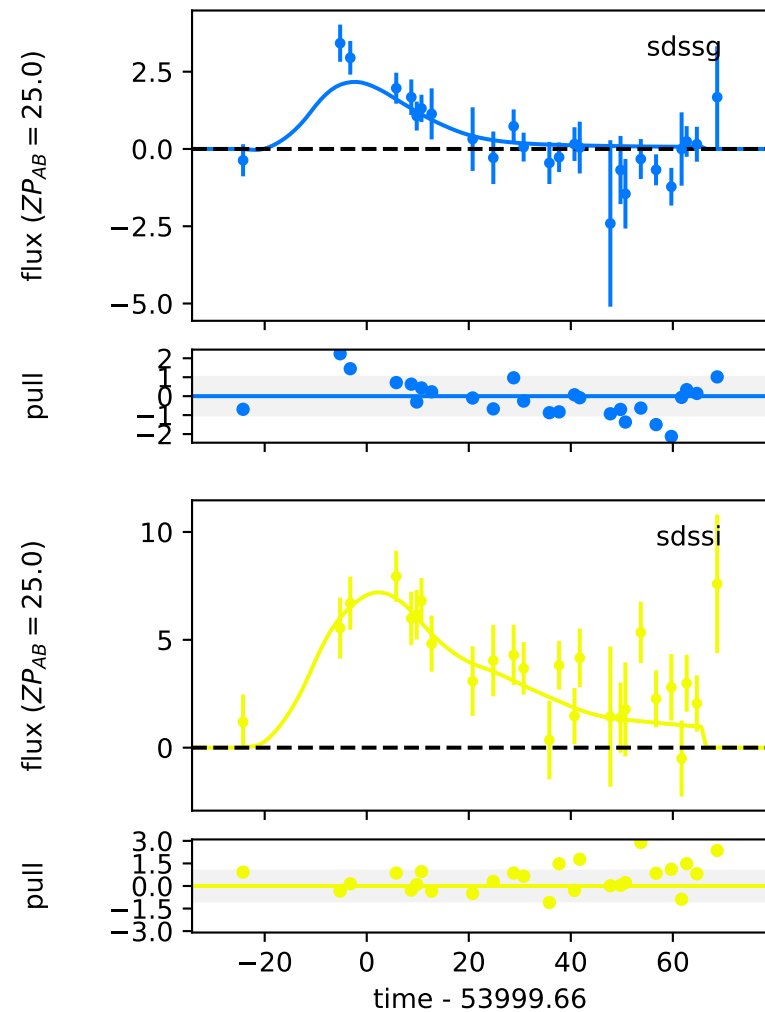 sdssg
flux (ZP_{AB} = 25.0)
2.5
0.0
−2.5
−5.0
pull
2
1
0
−1
−2
sdssi
flux (ZP_{AB} = 25.0)
10
5
0
pull
3.0
1.5
0.0
−1.5
−3.0
−20 0 20 40 60
time - 53999.66